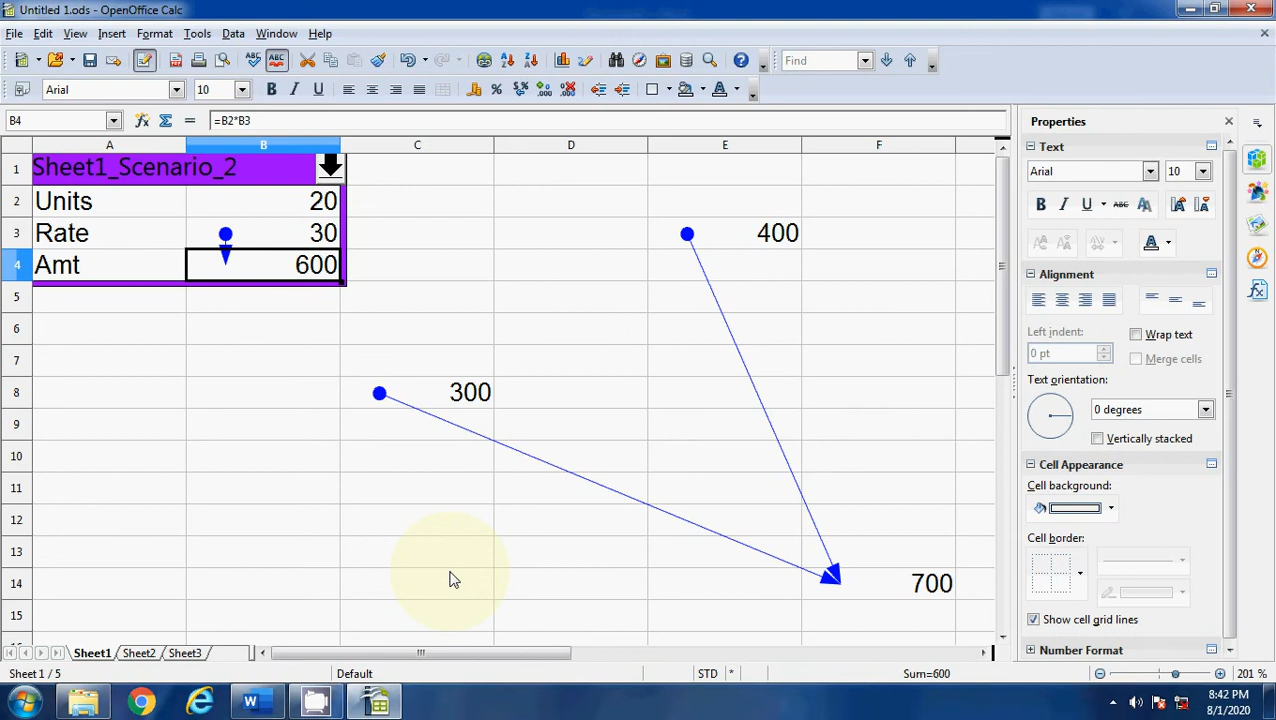 Untitled 1.ods - OpenOffice Calc
File Edit View Insert Format Tools Data Window Help
Find
Arial 10
B4 =B2*B3
A B C D E F
1 Sheet1_Scenario_2
2 Units 20
3 Rate 30 400
4 Amt 600
5
6
7
8 300
9
10
11
12
13
14 700
15
Sheet1 Sheet2 Sheet3
Sheet 1 / 5 Default STD * Sum=600 201 %
Properties
Text
Arial 10
Alignment
Left indent: Wrap text
0 pt Merge cells
Text orientation:
0 degrees
Vertically stacked
Cell Appearance
Cell background:
Cell border:
Show cell grid lines
Number Format
8:42 PM
8/1/2020